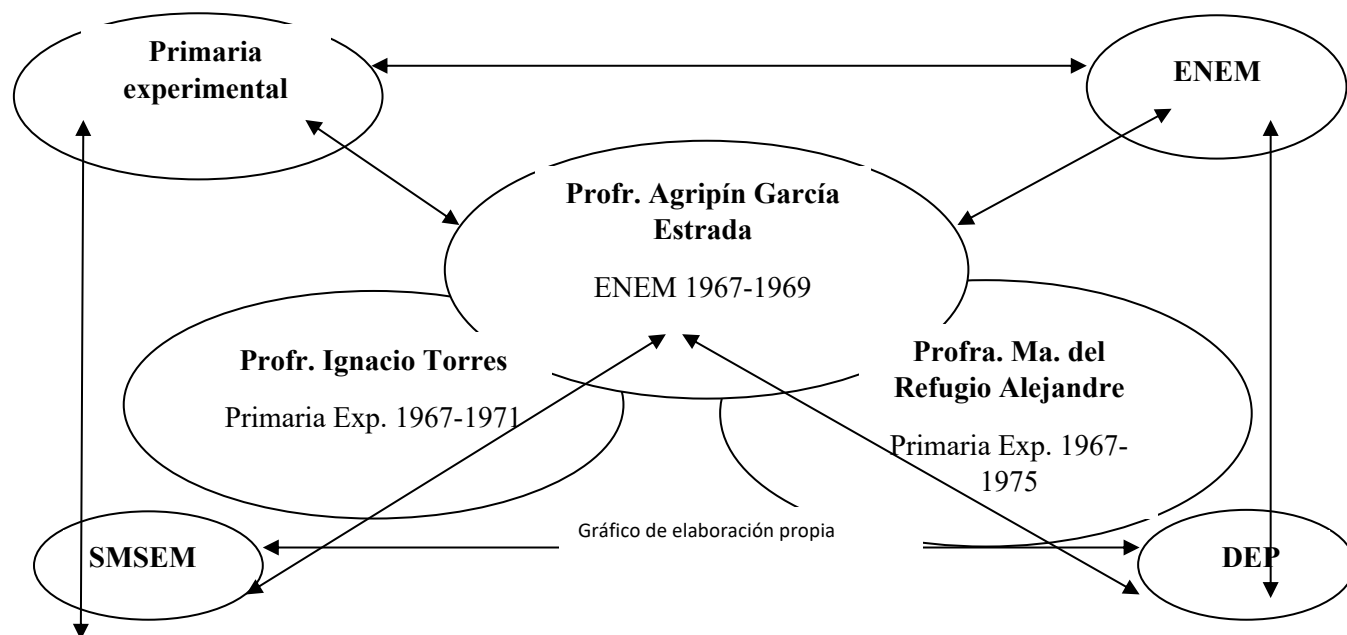 Primaria
experimental
ENEM
Profr. Agripín García
Estrada
ENEM 1967-1969
Profr. Ignacio Torres
Primaria Exp. 1967-1971
Profra. Ma. del
Refugio Alejandre
Primaria Exp. 1967-
1975
Gráfico de elaboración propia
SMSEM
DEP